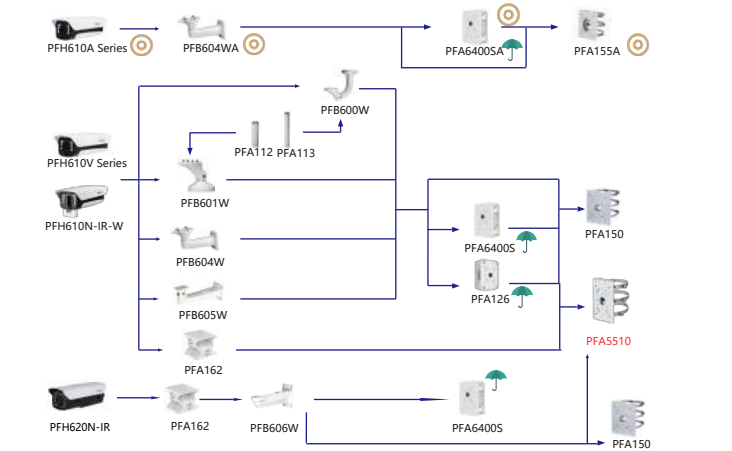 PFH610A Series
PFB604WA
PFA6400SA
PFA155A
PFB600W
PFA112
PFA113
PFH610V Series
PFB601W
PFH610N-IR-W
PFA6400S
PFA150
PFB604W
PFA126
PFB605W
PFA5510
PFA162
PFH620N-IR
PFA162
PFB606W
PFA6400S
PFA150